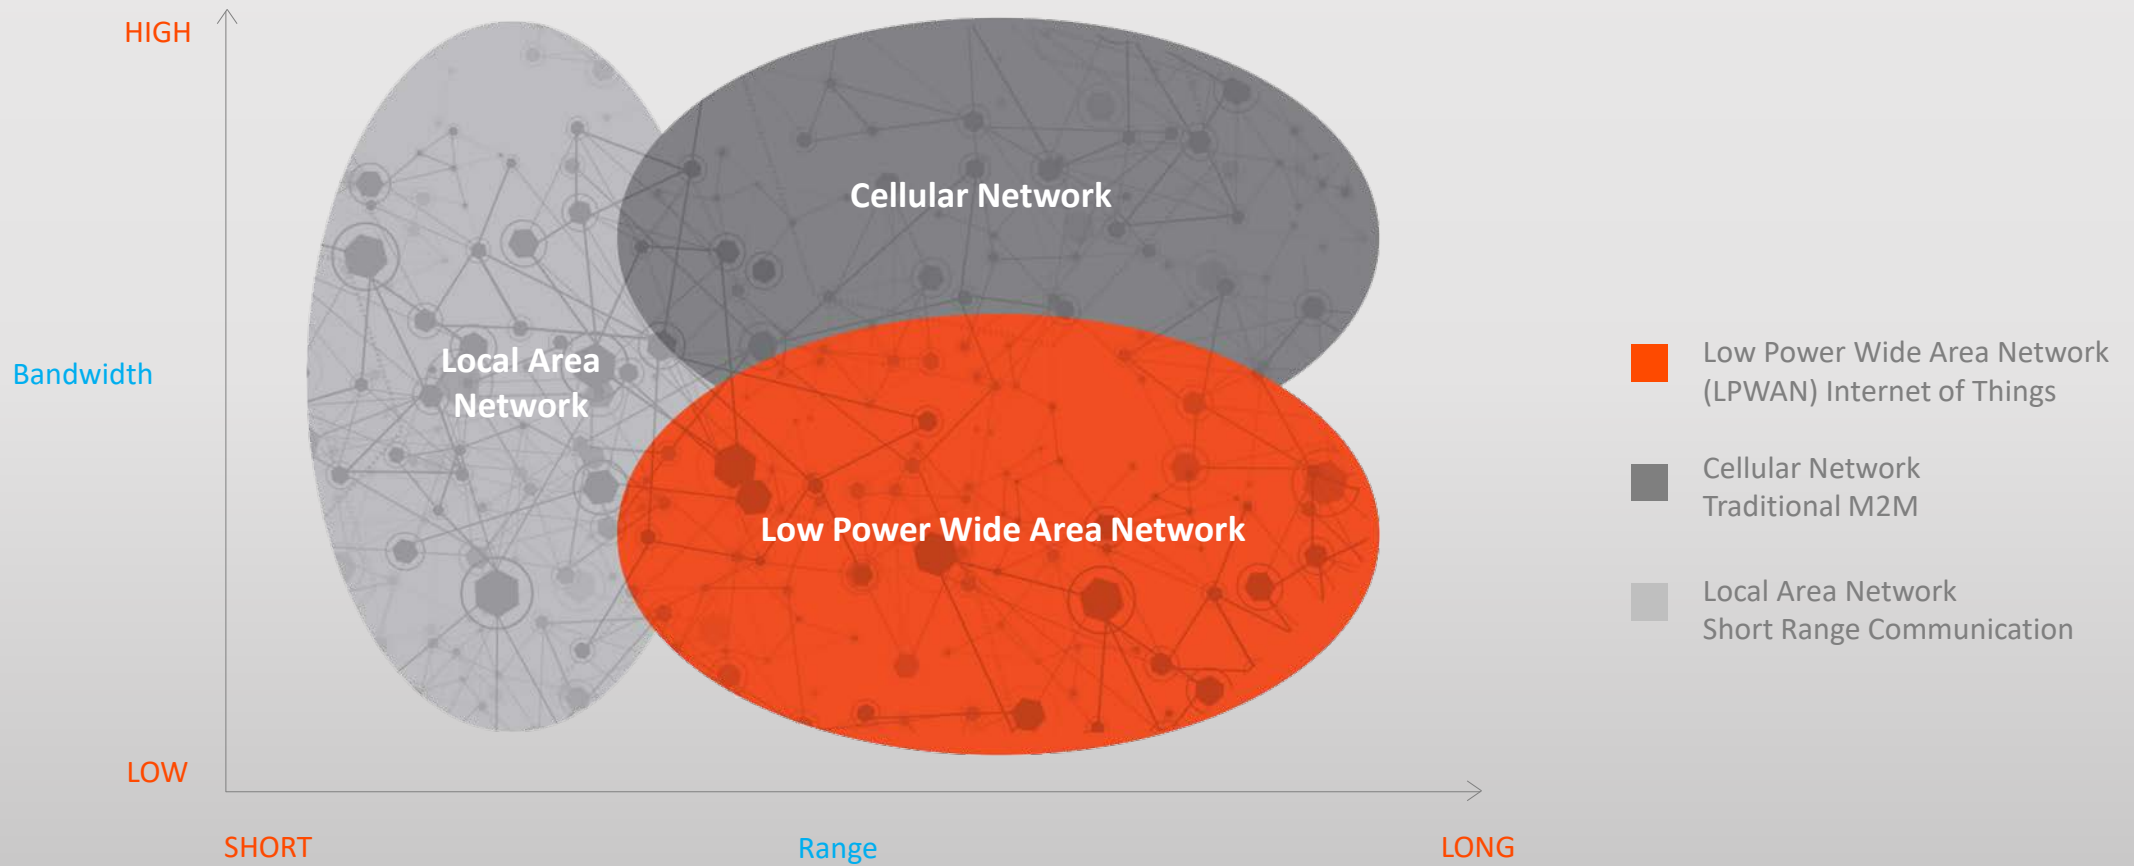 HIGH
Cellular Network
Local Area
Network
Bandwidth
Low Power Wide Area Network
LOW
SHORT
Range
LONG
Low Power Wide Area Network
(LPWAN) Internet of Things
Cellular Network
Traditional M2M
Local Area Network
Short Range Communication